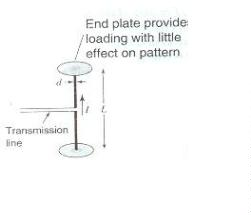 End plate provide
loading with little
effect on pattern
d
I
L
Transmission
line